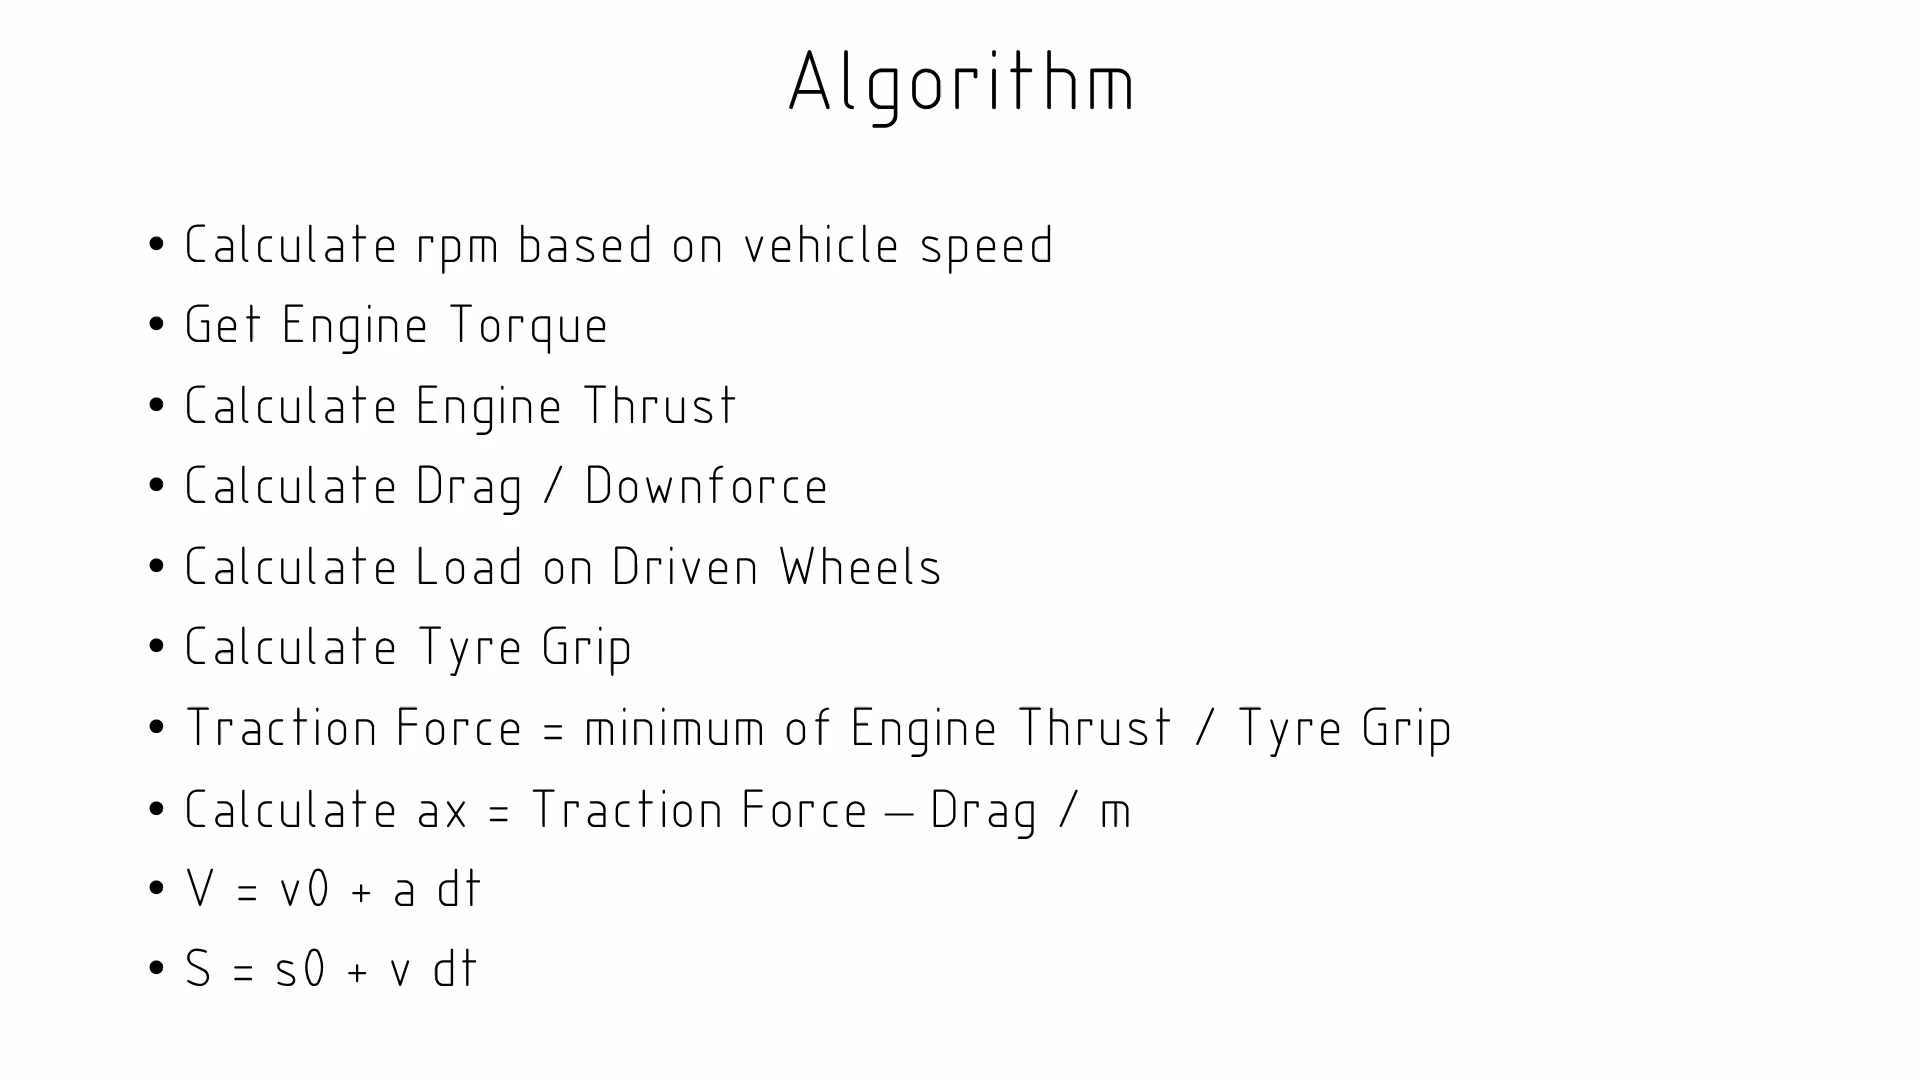 Algorithm
• Calculate rpm based on vehicle speed
• Get Engine Torque
• Calculate Engine Thrust
• Calculate Drag / Downforce
• Calculate Load on Driven Wheels
• Calculate Tyre Grip
• Traction Force = minimum of Engine Thrust / Tyre Grip
• Calculate ax = Traction Force – Drag / m
• V = v0 + a dt
• S = s0 + v dt